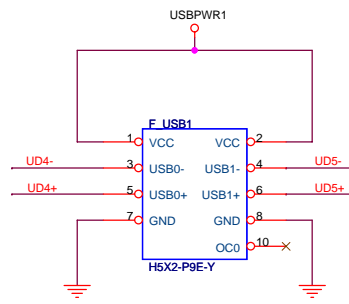 USBPWR1
F_USB1
1 VCC VCC 2
UD4- 3 USB0- USB1- 4 UD5-
UD4+ 5 USB0+ USB1+ 6 UD5+
7 GND GND 8
OC0 10
H5X2-P9E-Y